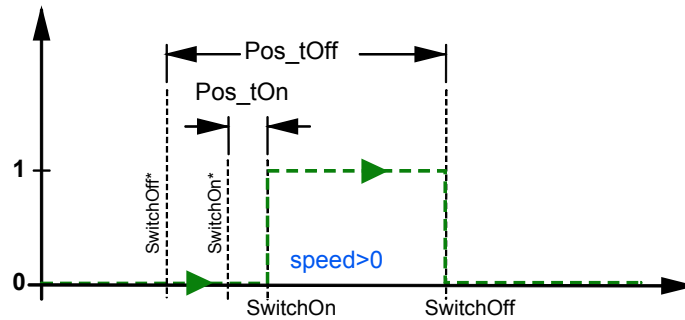 Pos_tOff
Pos_tOn
1
SwitchOff*
SwitchOn*
speed>0
0
SwitchOn
SwitchOff